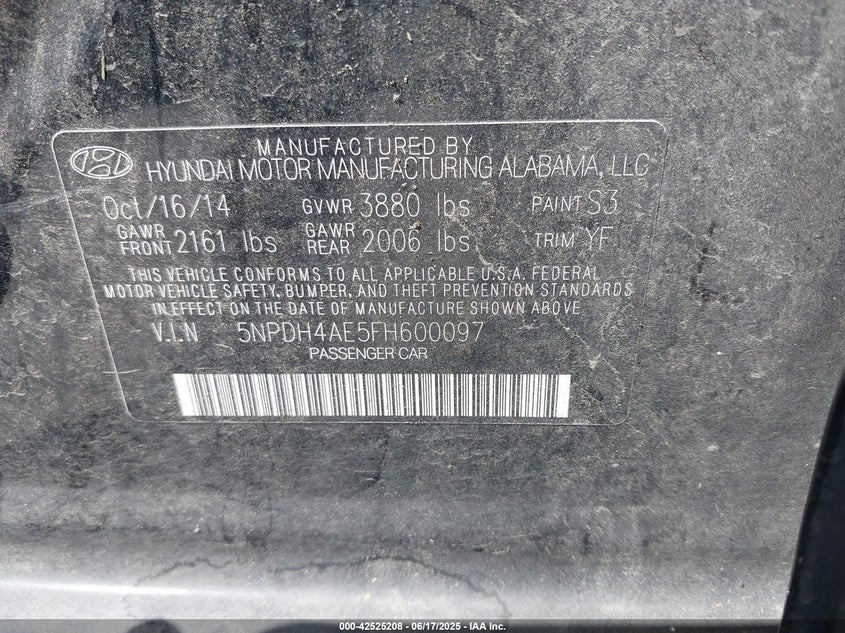 MANUFACTURED BY
HYUNDAI MOTOR MANUFACTURING ALABAMA, LLC
Oct/16/14 GVWR 3880 lbs PAINT S3
GAWR FRONT 2161 lbs GAWR REAR 2006 lbs TRIM YF
THIS VEHICLE CONFORMS TO ALL APPLICABLE U.S.A. FEDERAL
MOTOR VEHICLE SAFETY, BUMPER, AND THEFT PREVENTION STANDARDS
IN EFFECT ON THE DATE OF MANUFACTURE SHOWN ABOVE
V.I.N 5NPDH4AE5FH600097
PASSENGER CAR
000-42525208 - 06/17/2025 - IAA Inc.